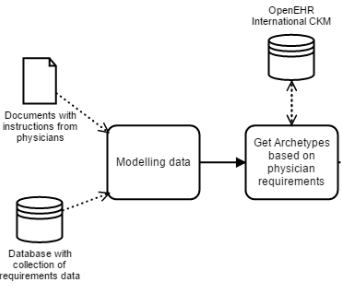 OpenEHR
International CKM
Documents with
instructions from
physicians
Modelling data
Get Archetypes
based on
physician
requirements
Database with
collection of
requirements data